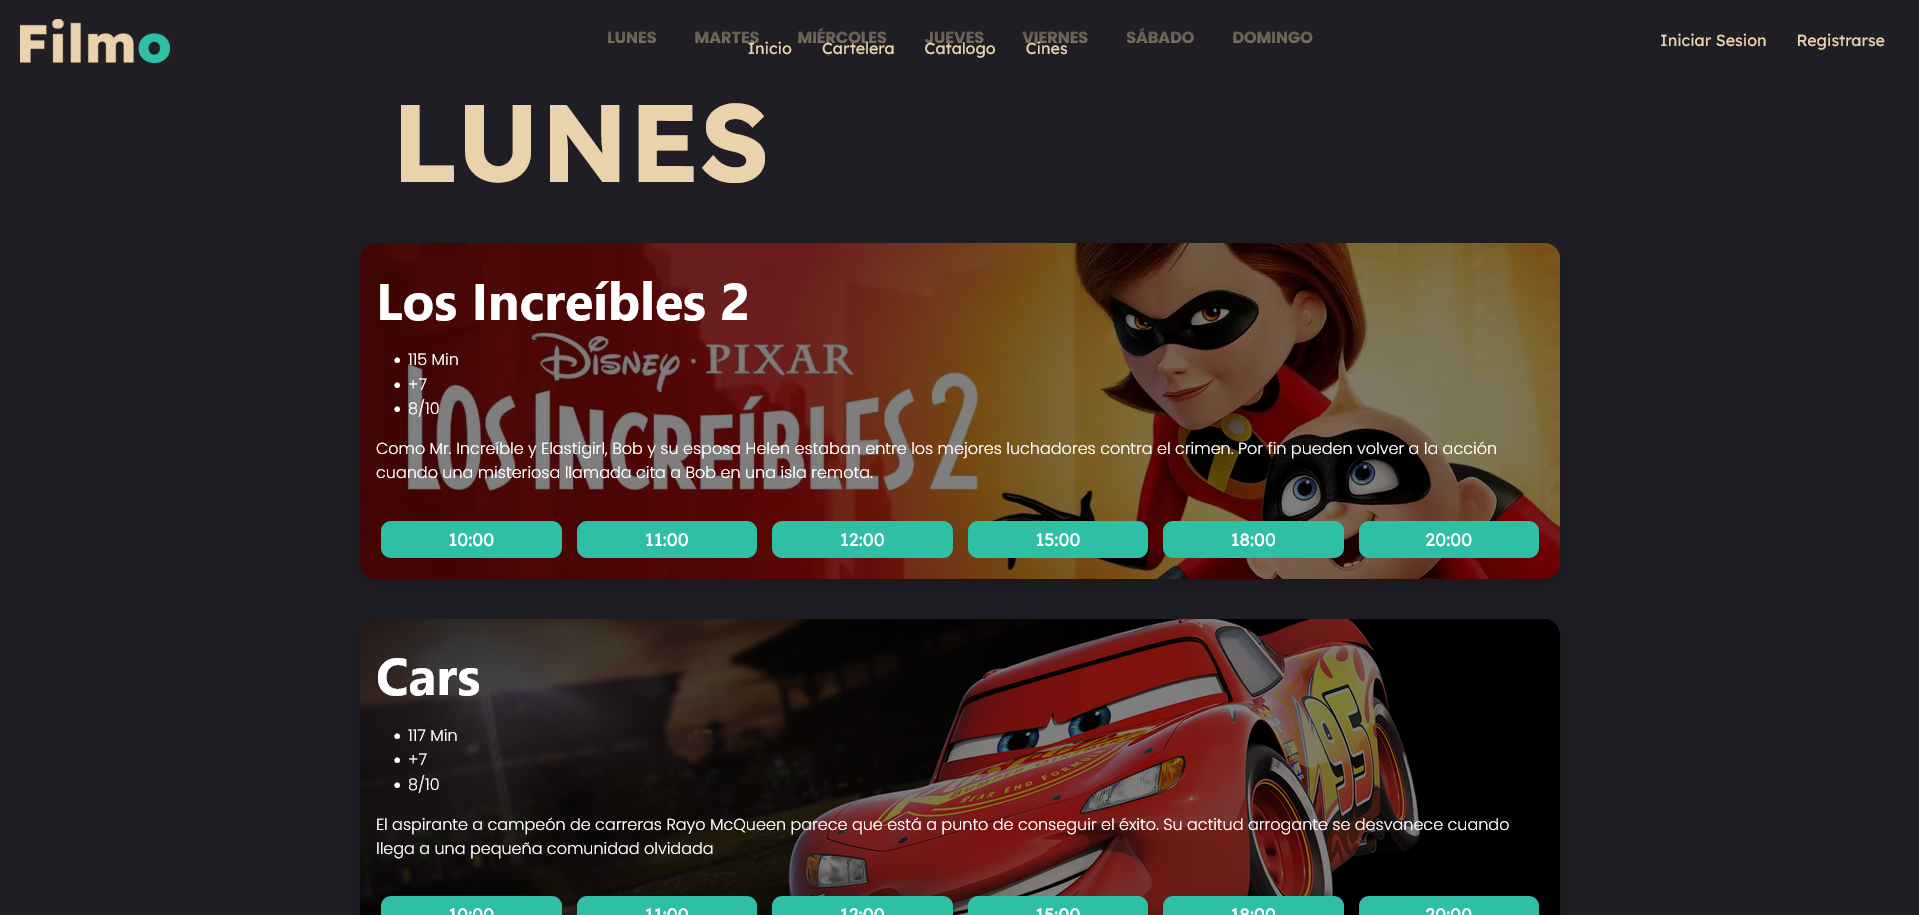 Filmo
LUNES MARTES MIÉRCOLES JUEVES VIERNES SÁBADO DOMINGO
Inicio Cartelera Catalogo Cines
Iniciar Sesion Registrarse
LUNES
Los Increíbles 2
115 Min
+7
8/10
DISNEY · PIXAR
LOS INCREÍBLES 2
Como Mr. Increíble y Elastigirl, Bob y su esposa Helen estaban entre los mejores luchadores contra el crimen. Por fin pueden volver a la acción
cuando una misteriosa llamada cita a Bob en una isla remota.
10:00 11:00 12:00 15:00 18:00 20:00
Cars
117 Min
+7
8/10
95
REAR END FORMULA
El aspirante a campeón de carreras Rayo McQueen parece que está a punto de conseguir el éxito. Su actitud arrogante se desvanece cuando
llega a una pequeña comunidad olvidada
10:00 11:00 12:00 15:00 18:00 20:00